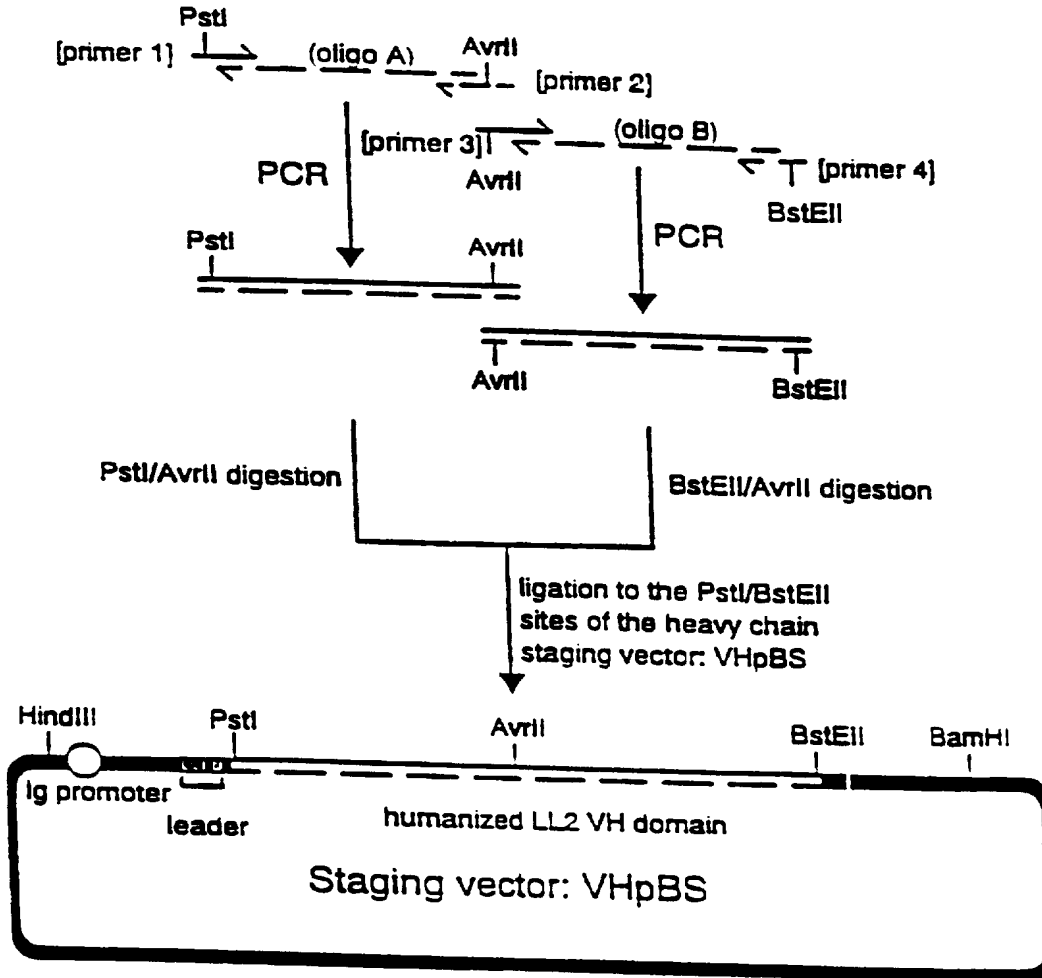 PstI
[primer 1]
(oligo A)
AvrII
[primer 2]
[primer 3]
(oligo B)
[primer 4]
AvrII
BstEII
PCR
PCR
PstI
AvrII
AvrII
BstEII
PstI/AvrII digestion
BstEII/AvrII digestion
ligation to the PstI/BstEII
sites of the heavy chain
staging vector: VHpBS
HindIII
PstI
AvrII
BstEII
BamHI
Ig promoter
leader
humanized LL2 VH domain
Staging vector: VHpBS